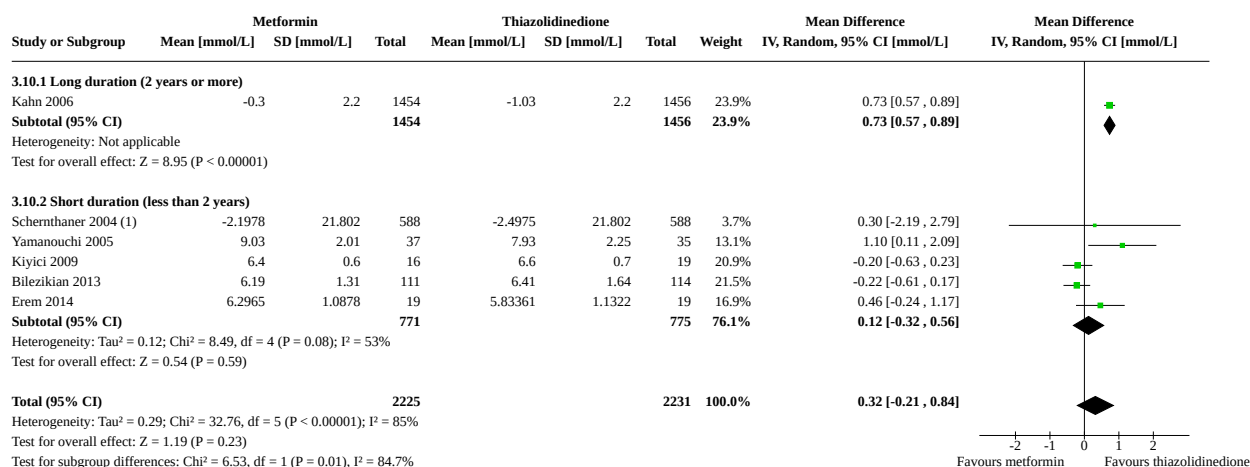 Metformin Thiazolidinedione Mean Difference Mean Difference
Study or Subgroup Mean [mmol/L] SD [mmol/L] Total Mean [mmol/L] SD [mmol/L] Total Weight IV, Random, 95% CI [mmol/L] IV, Random, 95% CI [mmol/L]
3.10.1 Long duration (2 years or more)
Kahn 2006 -0.3 2.2 1454 -1.03 2.2 1456 23.9% 0.73 [0.57 , 0.89]
Subtotal (95% CI) 1454 1456 23.9% 0.73 [0.57 , 0.89]
Heterogeneity: Not applicable
Test for overall effect: Z = 8.95 (P < 0.00001)
3.10.2 Short duration (less than 2 years)
Schernthaner 2004 (1) -2.1978 21.802 588 -2.4975 21.802 588 3.7% 0.30 [-2.19 , 2.79]
Yamanouchi 2005 9.03 2.01 37 7.93 2.25 35 13.1% 1.10 [0.11 , 2.09]
Kiyici 2009 6.4 0.6 16 6.6 0.7 19 20.9% -0.20 [-0.63 , 0.23]
Bilezikian 2013 6.19 1.31 111 6.41 1.64 114 21.5% -0.22 [-0.61 , 0.17]
Erem 2014 6.2965 1.0878 19 5.83361 1.1322 19 16.9% 0.46 [-0.24 , 1.17]
Subtotal (95% CI) 771 775 76.1% 0.12 [-0.32 , 0.56]
Heterogeneity: Tau² = 0.12; Chi² = 8.49, df = 4 (P = 0.08); I² = 53%
Test for overall effect: Z = 0.54 (P = 0.59)
Total (95% CI) 2225 2231 100.0% 0.32 [-0.21 , 0.84]
Heterogeneity: Tau² = 0.29; Chi² = 32.76, df = 5 (P < 0.00001); I² = 85%
Test for overall effect: Z = 1.19 (P = 0.23)
-2 -1 0 1 2
Test for subgroup differences: Chi² = 6.53, df = 1 (P = 0.01), I² = 84.7% Favours metformin Favours thiazolidinedione